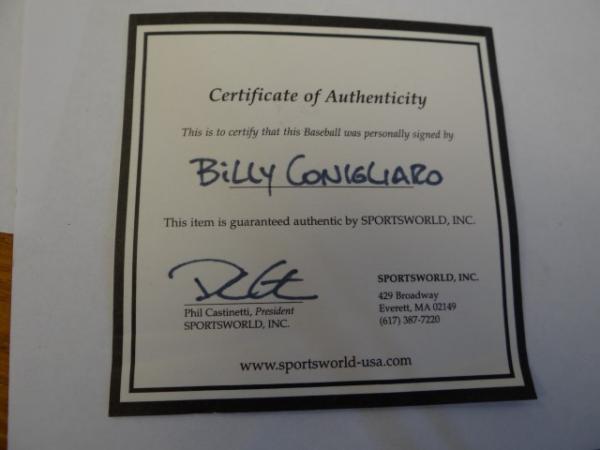 Certificate of Authenticity
This is to certify that this Baseball was personally signed by
BiLLY CONIGLIARO
This item is guaranteed authentic by SPORTSWORLD, INC.
Phil Castinetti, President
SPORTSWORLD, INC.
SPORTSWORLD, INC.
429 Broadway
Everett, MA 02149
(617) 387-7220
www.sportsworld-usa.com